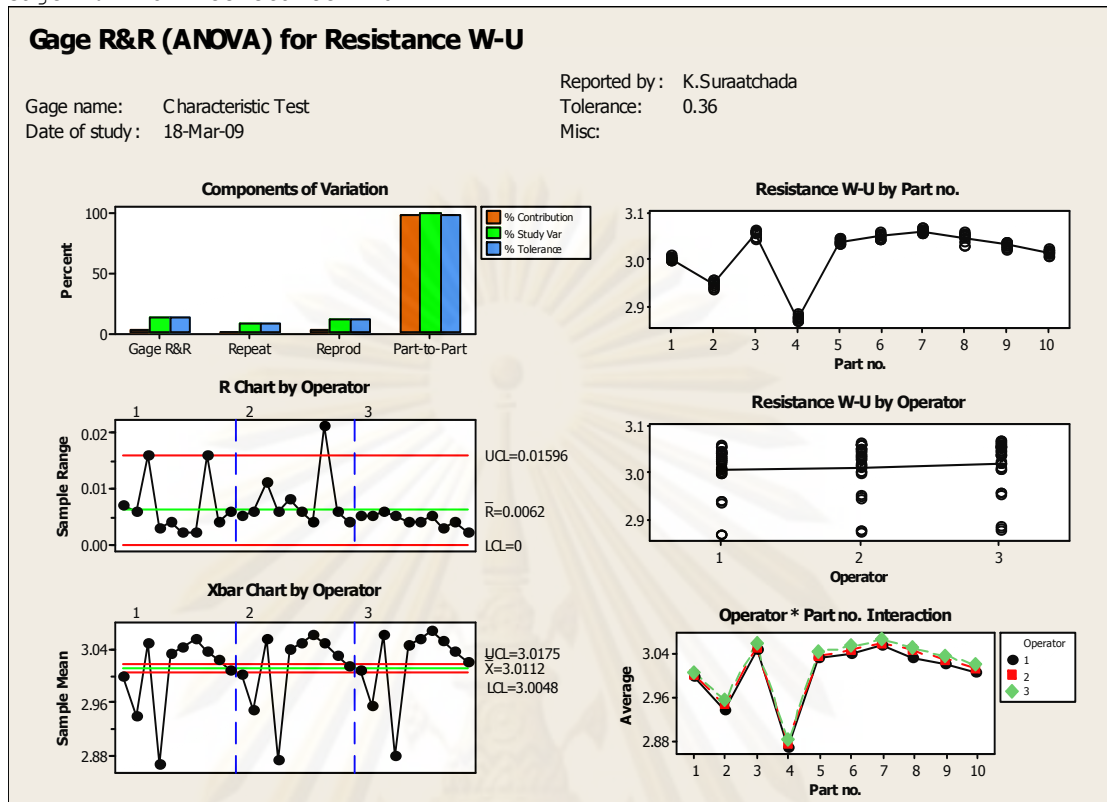 Gage R&R (ANOVA) for Resistance W-U
Reported by: K.Suraatchada
Gage name: Characteristic Test
Tolerance: 0.36
Date of study: 18-Mar-09
Misc:
Components of Variation
100
50
0
Percent
Gage R&R Repeat Reprod Part-to-Part
% Contribution
% Study Var
% Tolerance
Resistance W-U by Part no.
3.1
3.0
2.9
1 2 3 4 5 6 7 8 9 10
Part no.
R Chart by Operator
1 2 3
0.02
0.01
0.00
Sample Range
UCL=0.01596
R=0.0062
LCL=0
Resistance W-U by Operator
3.1
3.0
2.9
1 2 3
Operator
Xbar Chart by Operator
1 2 3
3.04
2.96
2.88
Sample Mean
UCL=3.0175
X=3.0112
LCL=3.0048
Operator * Part no. Interaction
3.04
2.96
2.88
Average
1 2 3 4 5 6 7 8 9 10
Part no.
Operator
1
2
3